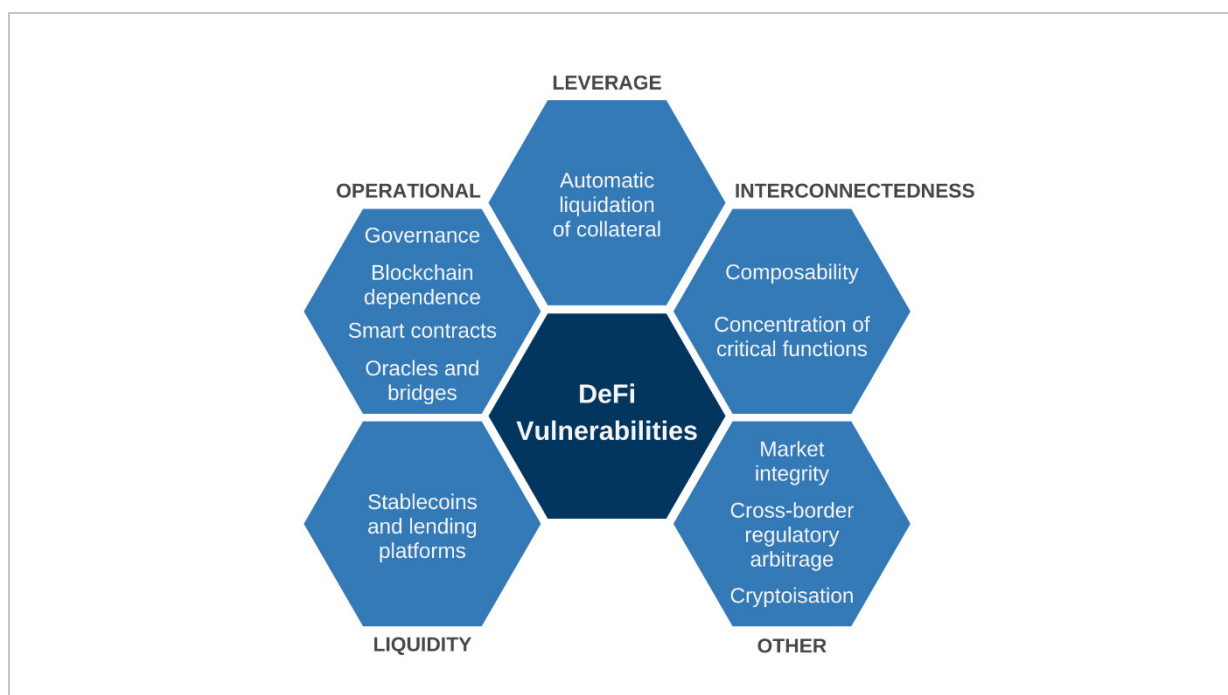 LEVERAGE
Automatic
liquidation
of collateral
OPERATIONAL
Governance
Blockchain
dependence
Smart contracts
Oracles and
bridges
INTERCONNECTEDNESS
Composability
Concentration of
critical functions
DeFi
Vulnerabilities
Stablecoins
and lending
platforms
LIQUIDITY
Market
integrity
Cross-border
regulatory
arbitrage
Cryptoisation
OTHER